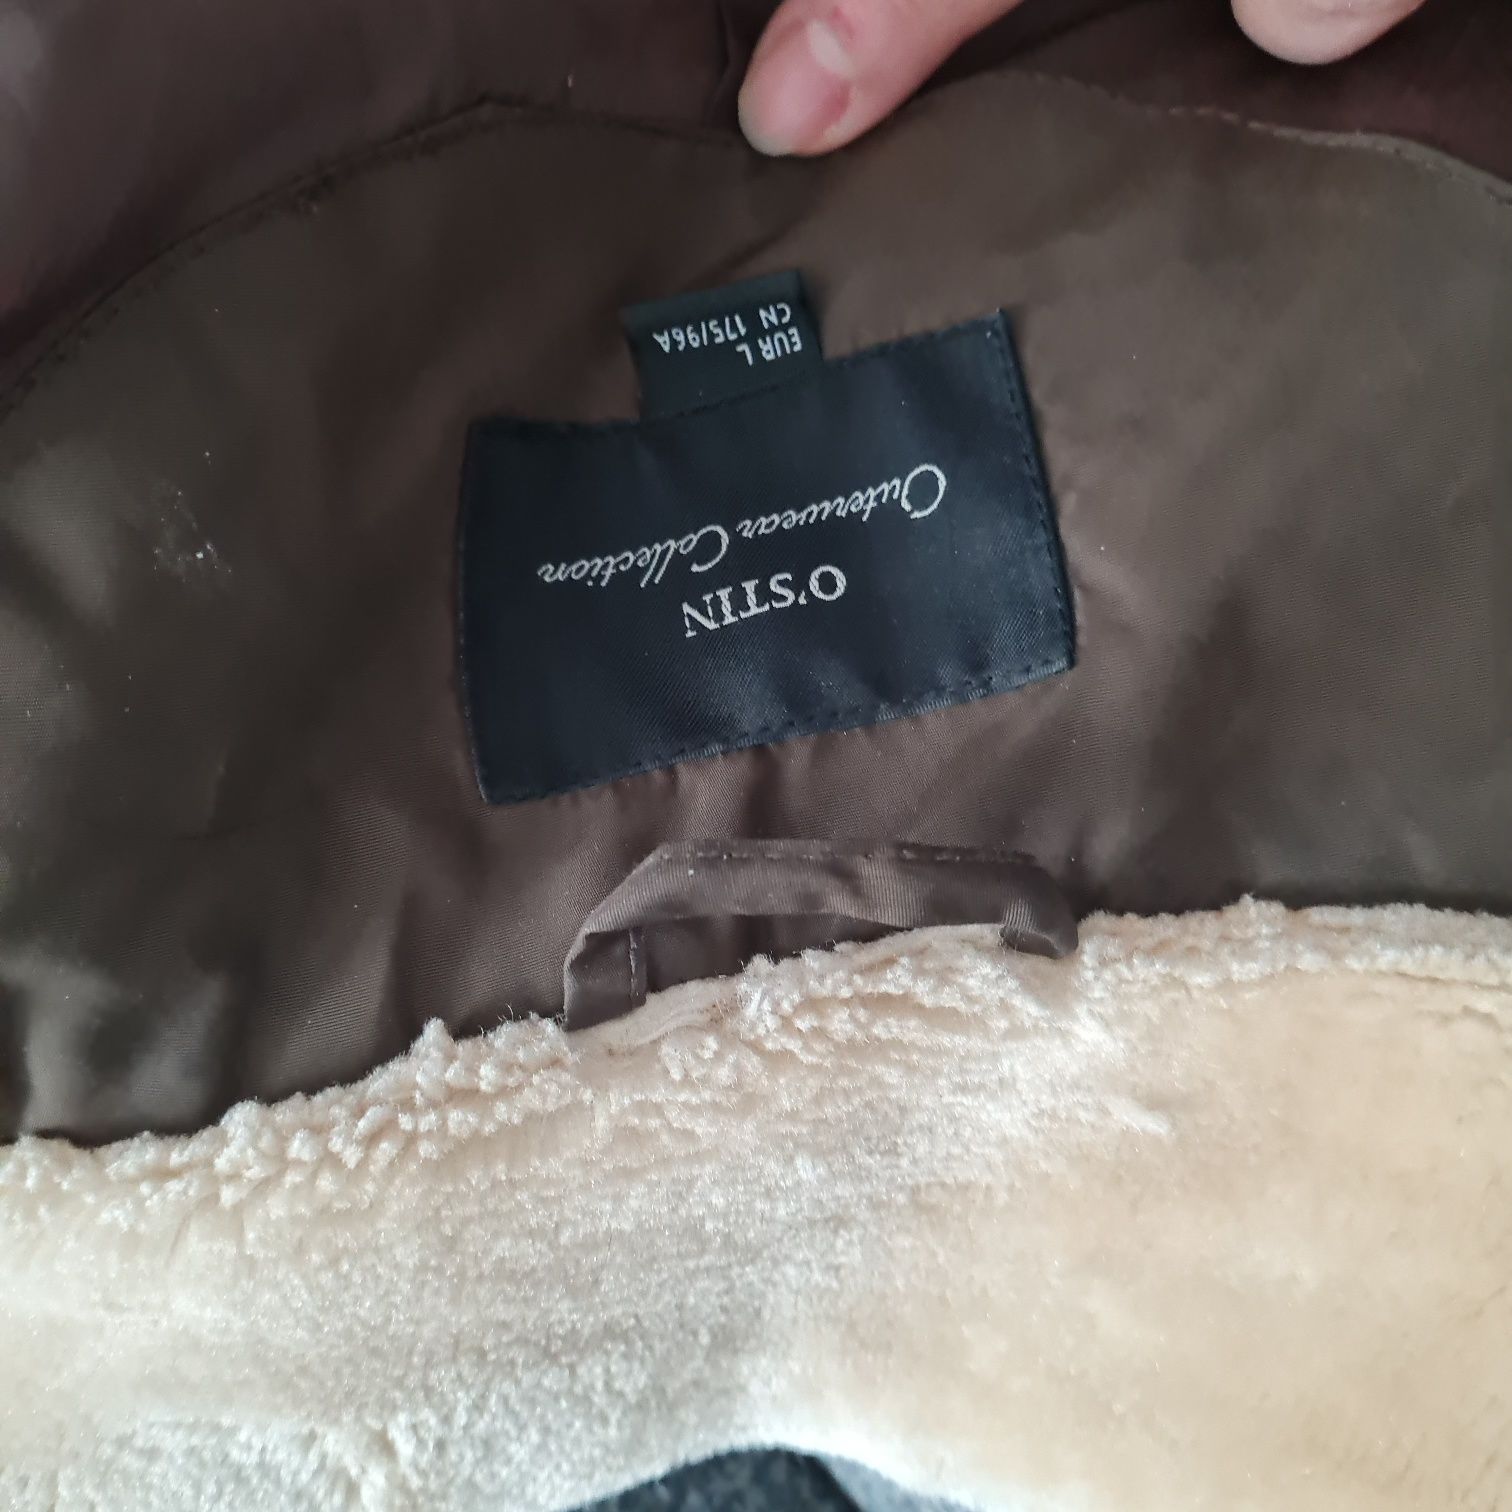 O'STIN
Outerwear Collection
EUR L
CN 175/96A